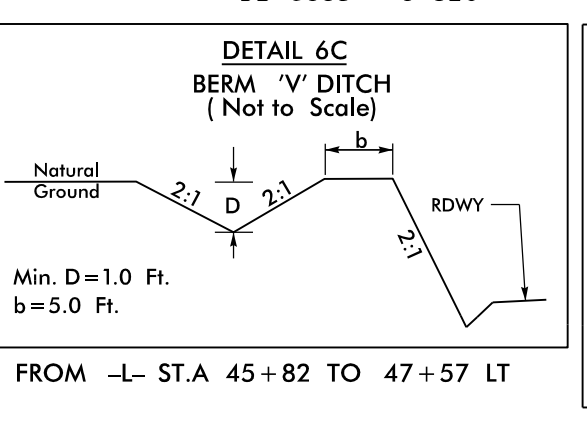 DETAIL 6C
BERM 'V' DITCH
( Not to Scale)
b
Natural
Ground
2:1
D
2:1
RDWY
2:1
Min. D=1.0 Ft.
b=5.0 Ft.
FROM -L- ST.A 45+82 TO 47+57 LT